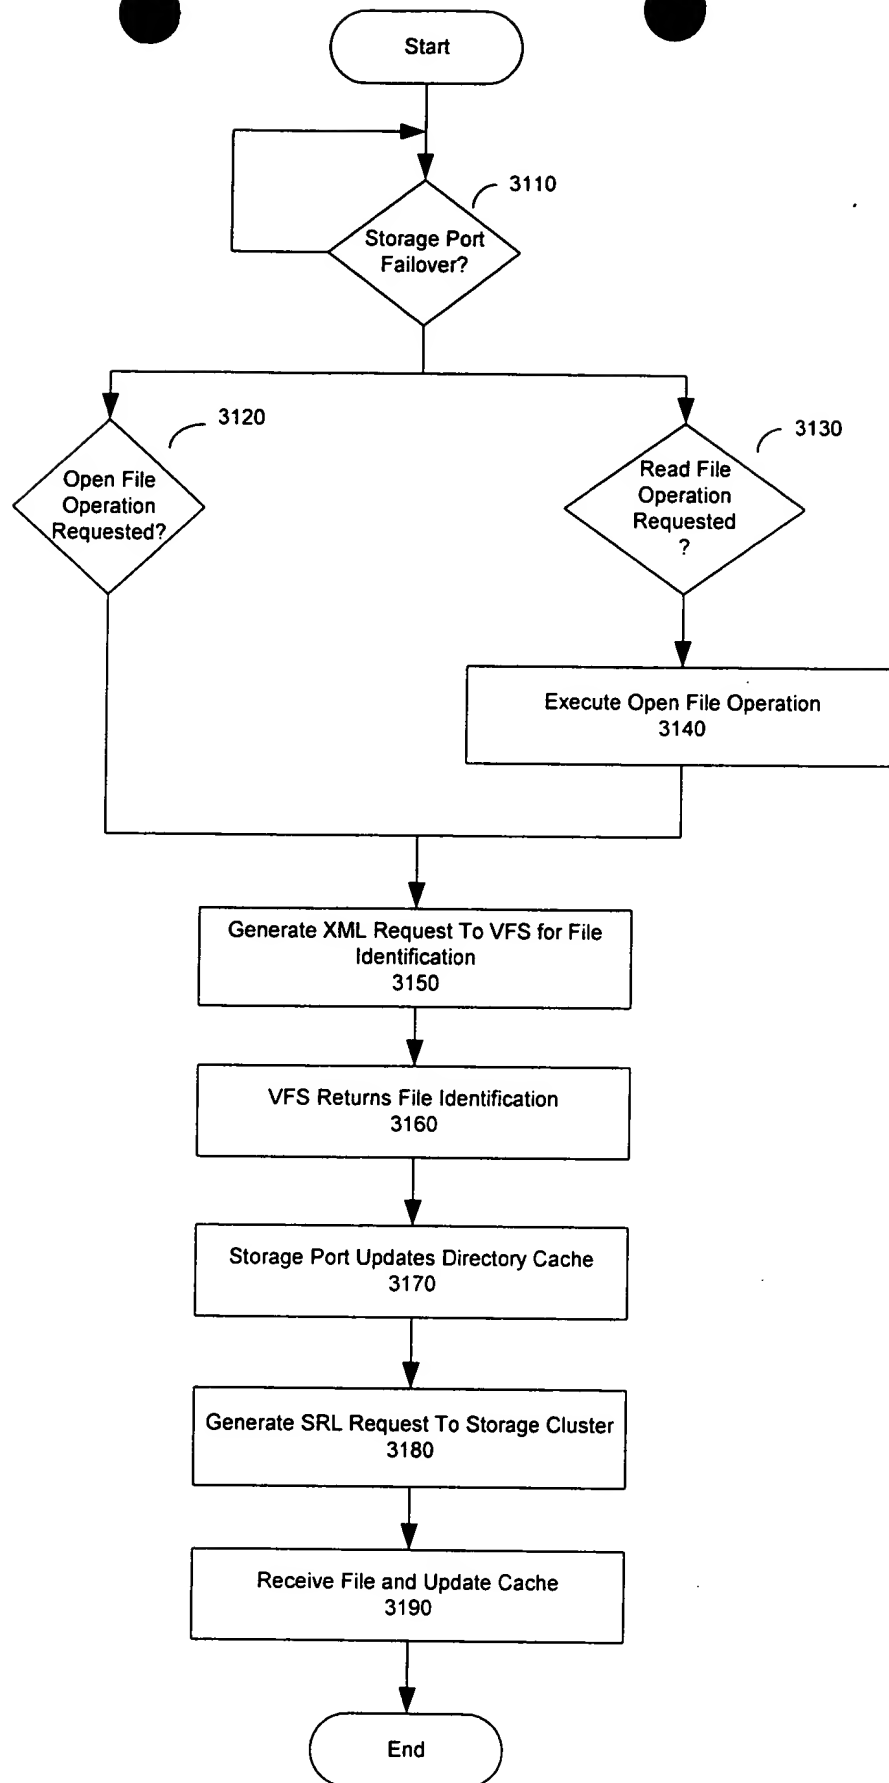 Start
3110
Storage Port
Failover?
3120
3130
Open File
Operation
Requested?
Read File
Operation
Requested
?
Execute Open File Operation
3140
Generate XML Request To VFS for File
Identification
3150
VFS Returns File Identification
3160
Storage Port Updates Directory Cache
3170
Generate SRL Request To Storage Cluster
3180
Receive File and Update Cache
3190
End